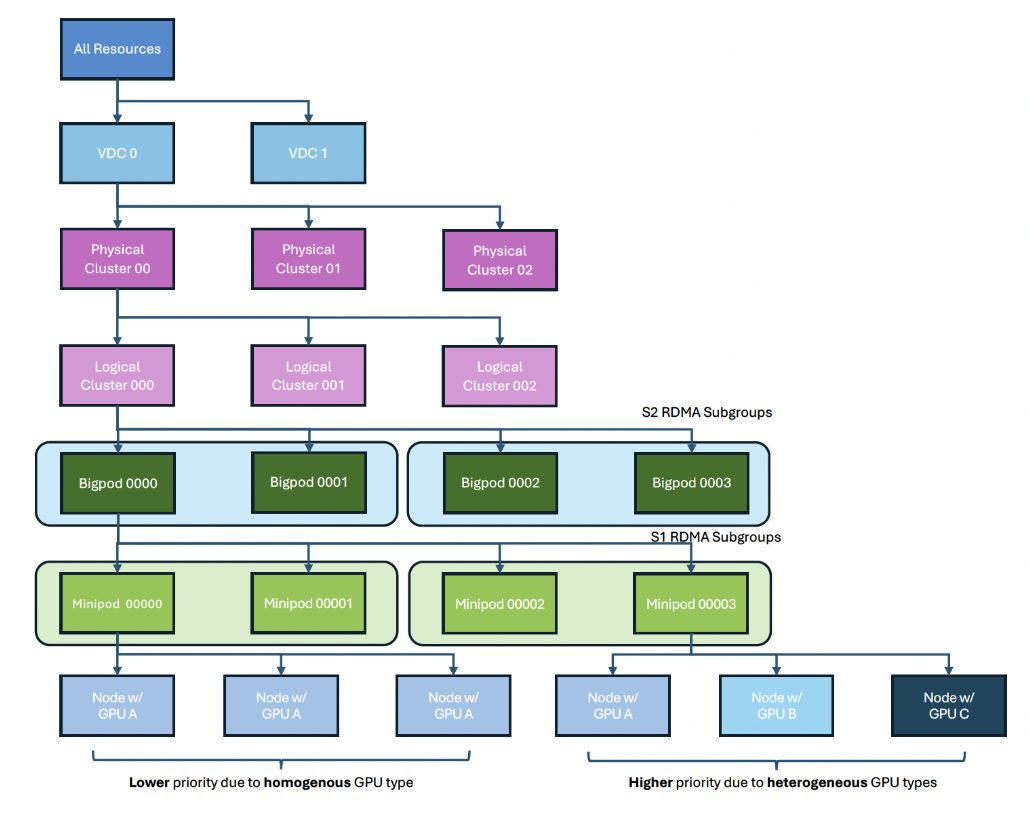 All Resources
VDC 0
VDC 1
Physical
Cluster 00
Physical
Cluster 01
Physical
Cluster 02
Logical
Cluster 000
Logical
Cluster 001
Logical
Cluster 002
S2 RDMA Subgroups
Bigpod 0000
Bigpod 0001
Bigpod 0002
Bigpod 0003
S1 RDMA Subgroups
Minipod 00000
Minipod 00001
Minipod 00002
Minipod 00003
Node w/
GPU A
Node w/
GPU A
Node w/
GPU A
Node w/
GPU A
Node w/
GPU B
Node w/
GPU C
Lower priority due to homogenous GPU type
Higher priority due to heterogeneous GPU types